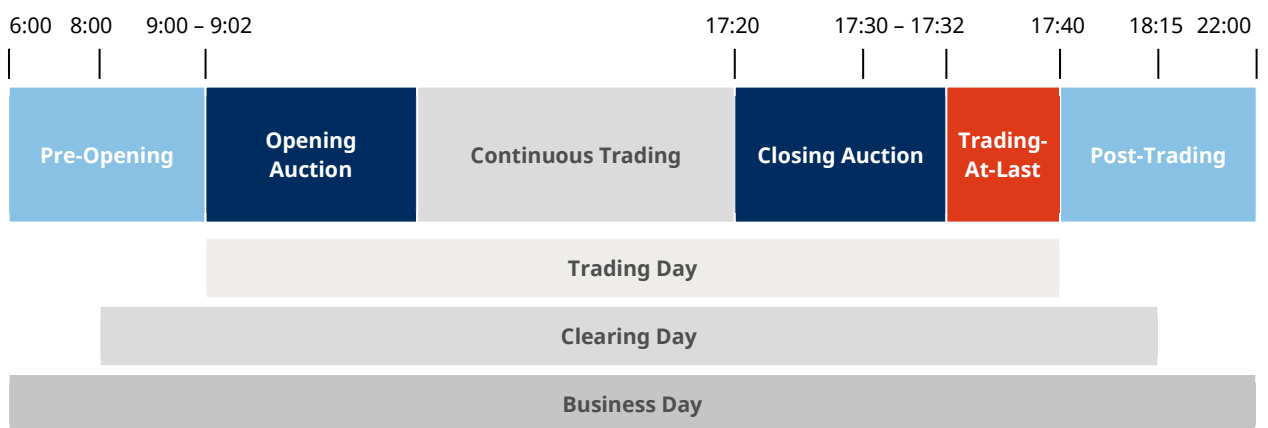 6:00 8:00 9:00 – 9:02 17:20 17:30 – 17:32 17:40 18:15 22:00
Pre-Opening
Opening
Auction
Continuous Trading
Closing Auction
Trading-
At-Last
Post-Trading
Trading Day
Clearing Day
Business Day